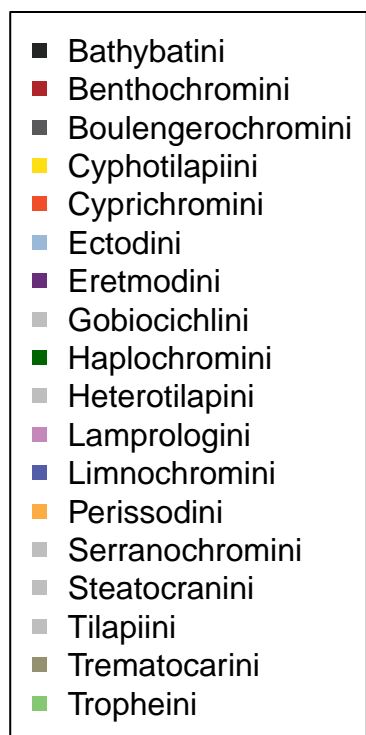 Bathybatini
Benthochromini
Boulengerochromini
Cyphotilapiini
Cyprichromini
Ectodini
Eretmodini
Gobiocichlini
Haplochromini
Heterotilapini
Lamprologini
Limnochromini
Perissodini
Serranochromini
Steatocranini
Tilapiini
Trematocarini
Tropheini